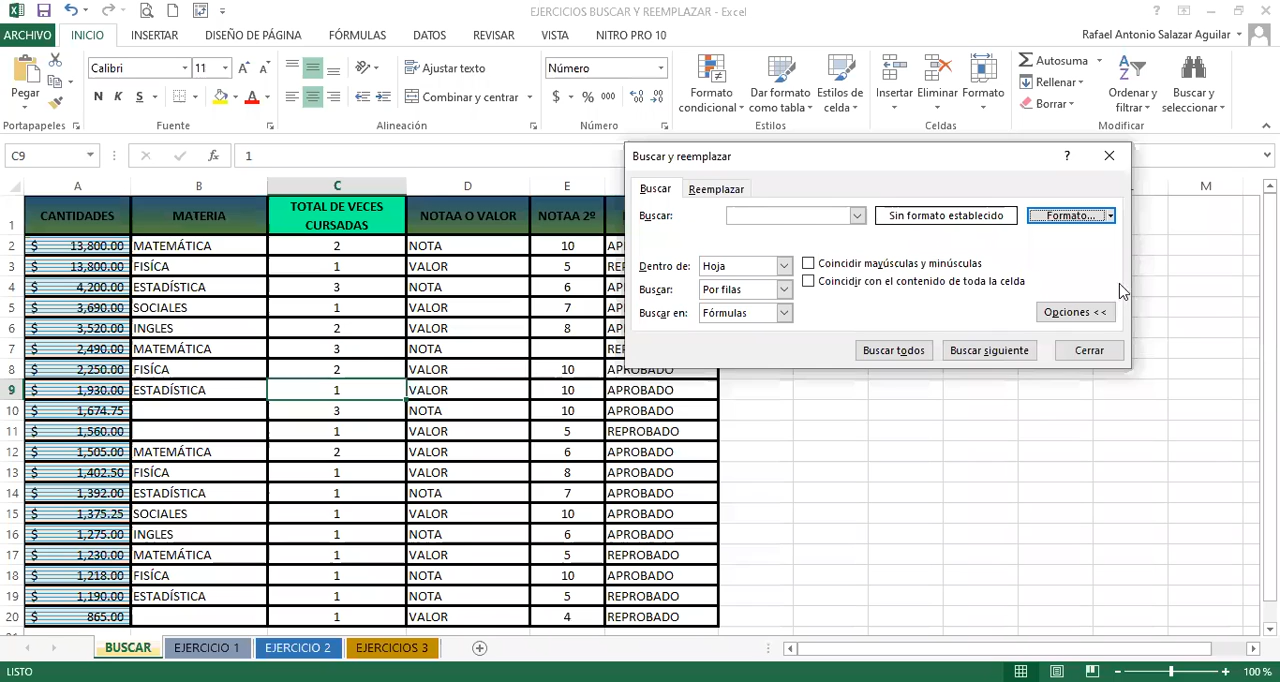 EJERCICIOS BUSCAR Y REEMPLAZAR - Excel
ARCHIVO INICIO INSERTAR DISEÑO DE PÁGINA FÓRMULAS DATOS REVISAR VISTA NITRO PRO 10 Rafael Antonio Salazar Aguilar
Pegar
Portapapeles
Calibri 11
N K S
Fuente
Ajustar texto
Combinar y centrar
Alineación
Número
$ % 000
Número
Formato condicional
Dar formato como tabla
Estilos de celda
Estilos
Insertar Eliminar Formato
Celdas
Autosuma
Rellenar
Borrar
Ordenar y filtrar
Buscar y seleccionar
Modificar
C9 fx 1
Buscar y reemplazar ?
Buscar Reemplazar
Buscar: Sin formato establecido Formato...
Dentro de: Hoja Coincidir mayúsculas y minúsculas
Buscar: Por filas Coincidir con el contenido de toda la celda
Buscar en: Fórmulas Opciones <<
Buscar todos Buscar siguiente Cerrar
A B C D E M
1 CANTIDADES MATERIA TOTAL DE VECES CURSADAS NOTAA O VALOR NOTAA 2º
2 $ 13,800.00 MATEMÁTICA 2 NOTA 10 AP
3 $ 13,800.00 FISÍCA 1 VALOR 5 RE
4 $ 4,200.00 ESTADÍSTICA 3 NOTA 6 AP
5 $ 3,690.00 SOCIALES 1 VALOR 7 AP
6 $ 3,520.00 INGLES 2 VALOR 8 AP
7 $ 2,490.00 MATEMÁTICA 3 NOTA RE
8 $ 2,250.00 FISÍCA 2 VALOR 10 APROBADO
9 $ 1,930.00 ESTADÍSTICA 1 VALOR 10 APROBADO
10 $ 1,674.75 3 NOTA 10 APROBADO
11 $ 1,560.00 1 VALOR 5 REPROBADO
12 $ 1,505.00 MATEMÁTICA 2 VALOR 6 APROBADO
13 $ 1,402.50 FISÍCA 1 VALOR 8 APROBADO
14 $ 1,392.00 ESTADÍSTICA 1 NOTA 7 APROBADO
15 $ 1,375.25 SOCIALES 1 VALOR 10 APROBADO
16 $ 1,275.00 INGLES 1 NOTA 6 APROBADO
17 $ 1,230.00 MATEMÁTICA 1 VALOR 5 REPROBADO
18 $ 1,218.00 FISÍCA 1 NOTA 10 APROBADO
19 $ 1,190.00 ESTADÍSTICA 1 NOTA 5 REPROBADO
20 $ 865.00 1 VALOR 4 REPROBADO
BUSCAR EJERCICIO 1 EJERCICIO 2 EJERCICIOS 3
LISTO 100 %